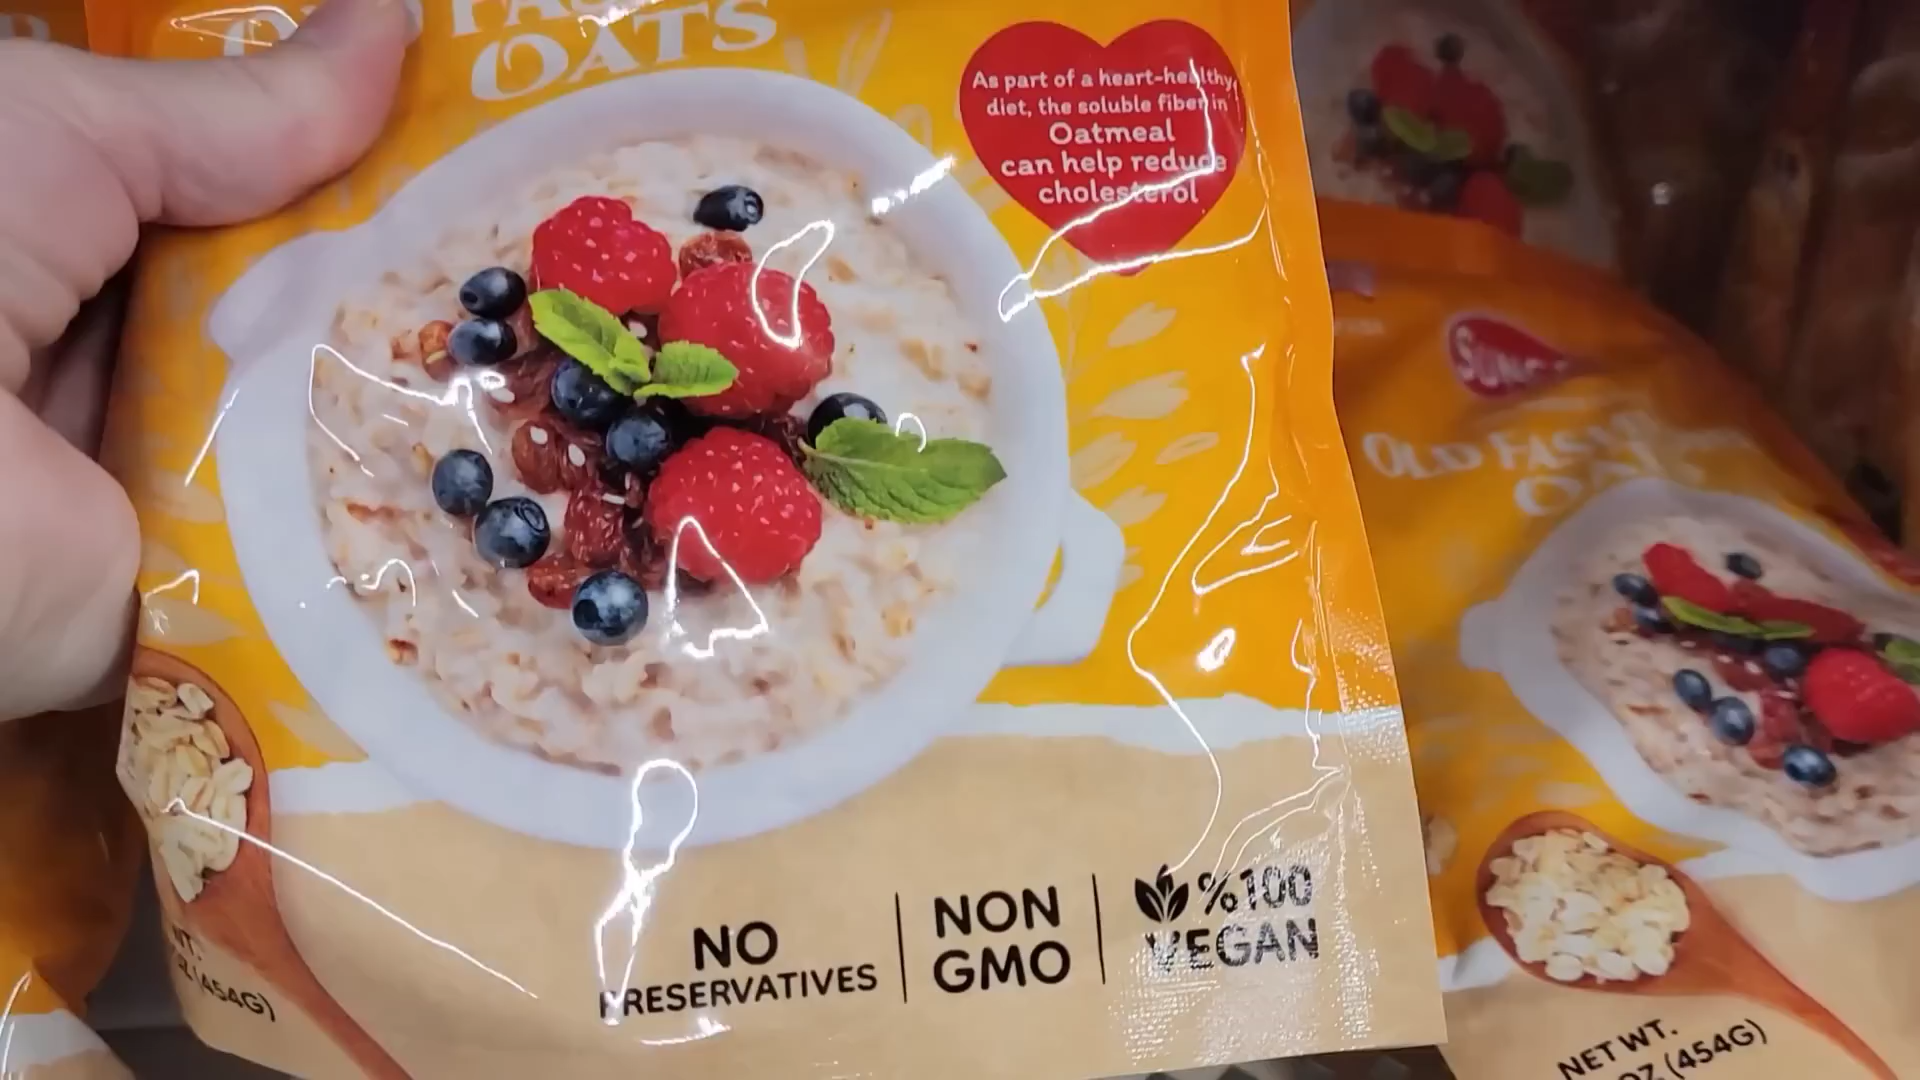 OATS
As part of a heart-healthy
diet, the soluble fiber in
Oatmeal
can help reduce
cholesterol
NO
PRESERVATIVES
NON
GMO
%100
VEGAN
(454G)
OLD
NET WT.
OZ (454G)